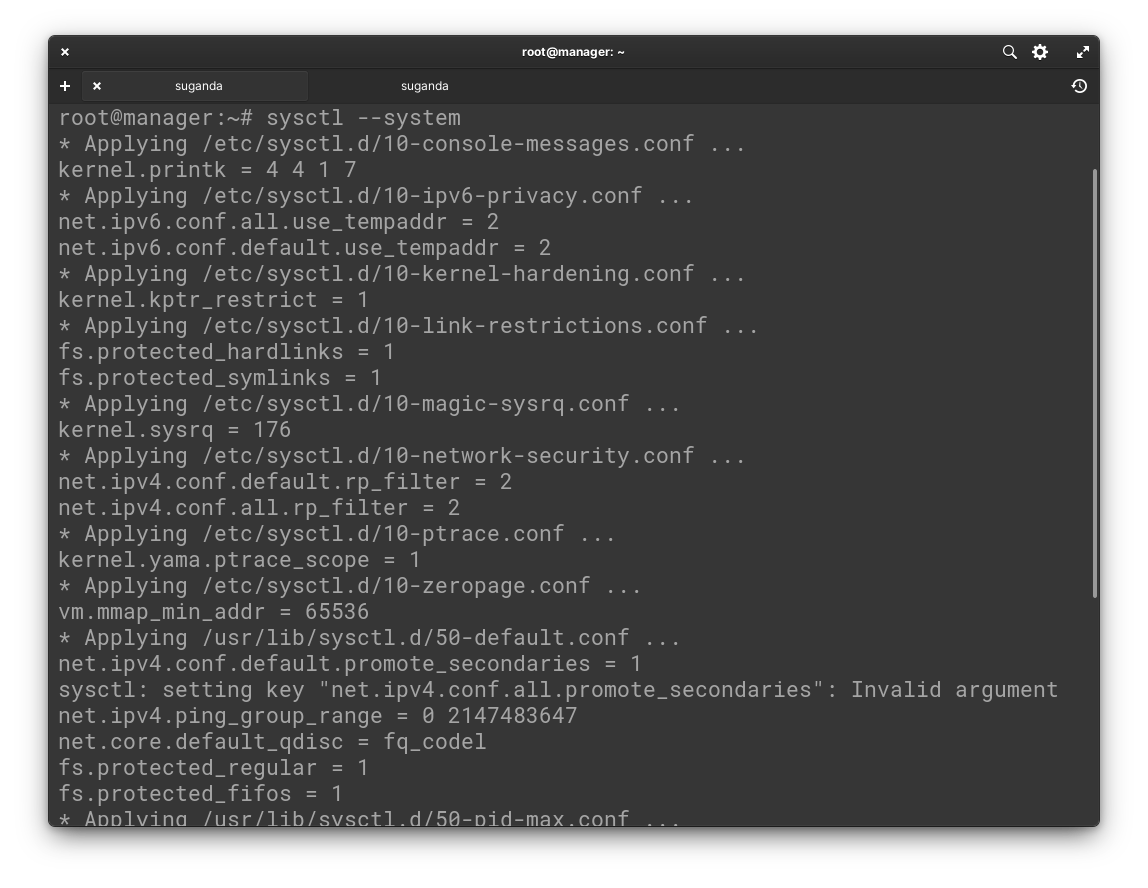 root@manager: ~
suganda
suganda
root@manager:~# sysctl --system
* Applying /etc/sysctl.d/10-console-messages.conf ...
kernel.printk = 4 4 1 7
* Applying /etc/sysctl.d/10-ipv6-privacy.conf ...
net.ipv6.conf.all.use_tempaddr = 2
net.ipv6.conf.default.use_tempaddr = 2
* Applying /etc/sysctl.d/10-kernel-hardening.conf ...
kernel.kptr_restrict = 1
* Applying /etc/sysctl.d/10-link-restrictions.conf ...
fs.protected_hardlinks = 1
fs.protected_symlinks = 1
* Applying /etc/sysctl.d/10-magic-sysrq.conf ...
kernel.sysrq = 176
* Applying /etc/sysctl.d/10-network-security.conf ...
net.ipv4.conf.default.rp_filter = 2
net.ipv4.conf.all.rp_filter = 2
* Applying /etc/sysctl.d/10-ptrace.conf ...
kernel.yama.ptrace_scope = 1
* Applying /etc/sysctl.d/10-zeropage.conf ...
vm.mmap_min_addr = 65536
* Applying /usr/lib/sysctl.d/50-default.conf ...
net.ipv4.conf.default.promote_secondaries = 1
sysctl: setting key "net.ipv4.conf.all.promote_secondaries": Invalid argument
net.ipv4.ping_group_range = 0 2147483647
net.core.default_qdisc = fq_codel
fs.protected_regular = 1
fs.protected_fifos = 1
* Applying /usr/lib/sysctl.d/50-pid-max.conf ...